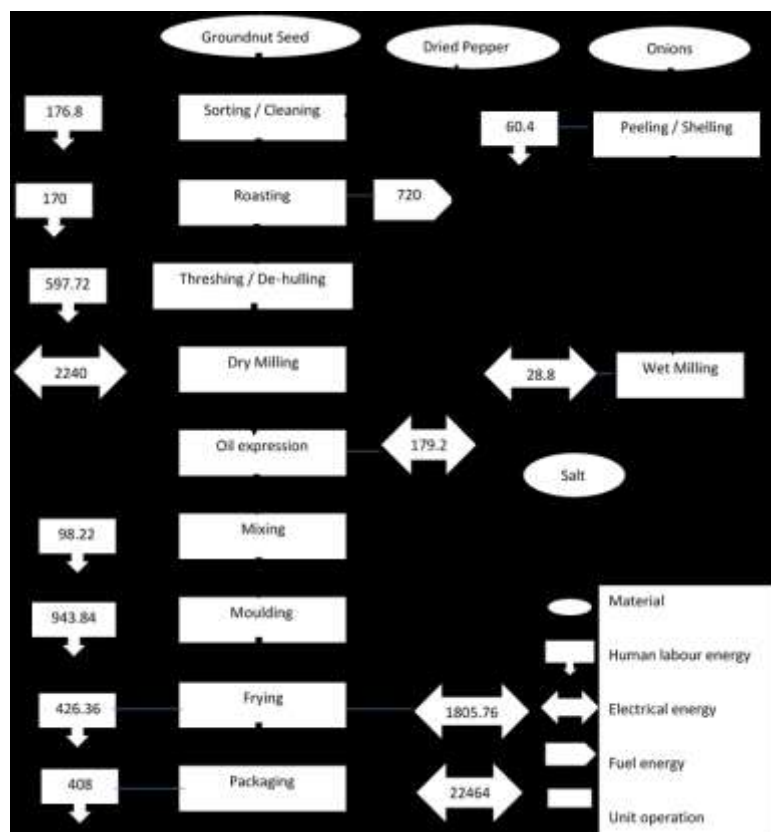 Groundnut Seed
Dried Pepper
Onions
176.8
Sorting / Cleaning
60.4
Peeling / Shelling
170
Roasting
720
597.72
Threshing / De-hulling
2240
Dry Milling
28.8
Wet Milling
Oil expression
179.2
Salt
98.22
Mixing
943.84
Moulding
426.36
Frying
1805.76
408
Packaging
22464
Material
Human labour energy
Electrical energy
Fuel energy
Unit operation